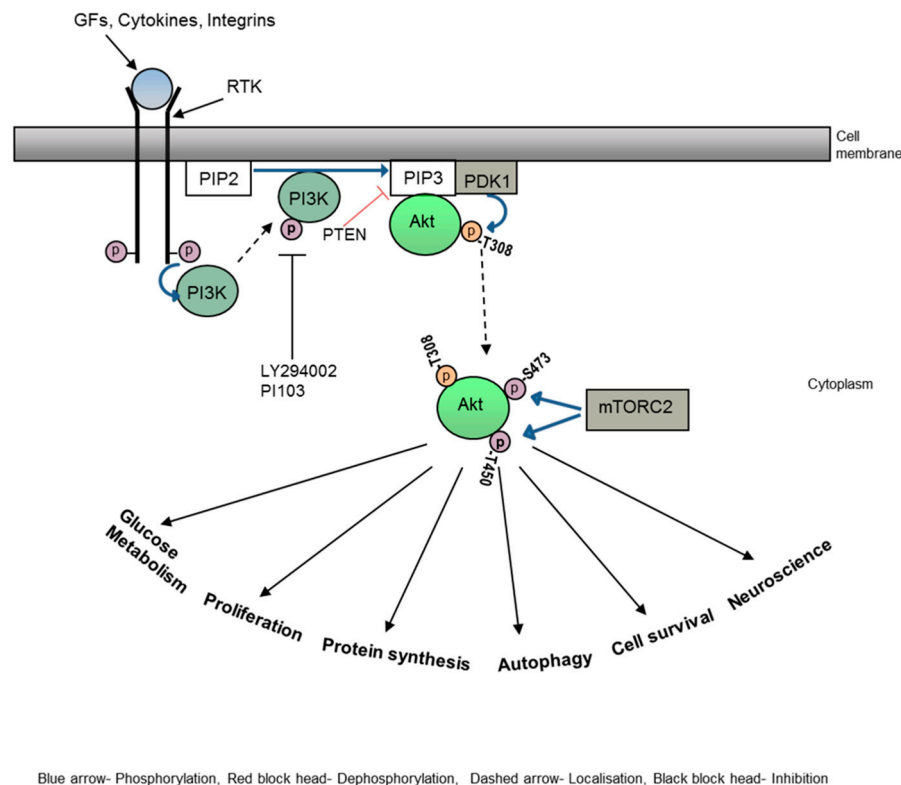 GFs, Cytokines, Integrins
RTK
Cell
membrane
PIP2
PIP3
PDK1
PI3K
p
PTEN
Akt
p
-T308
p
p
PI3K
LY294002
PI103
-T308
p
-S473
p
Akt
mTORC2
Cytoplasm
p
-T450
Glucose
Metabolism
Proliferation
Protein synthesis
Autophagy
Cell survival
Neuroscience
Blue arrow- Phosphorylation, Red block head- Dephosphorylation, Dashed arrow- Localisation, Black block head- Inhibition